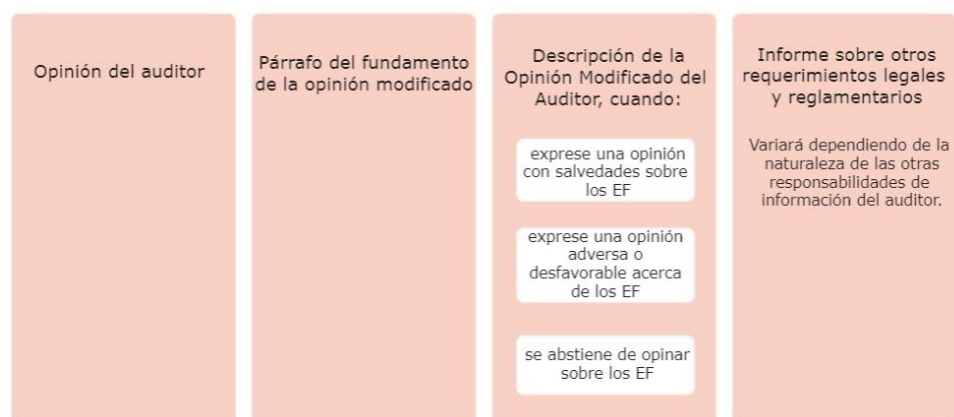 Opinión del auditor
Párrafo del fundamento
de la opinión modificado
Descripción de la
Opinión Modificado del
Auditor, cuando:
exprese una opinión
con salvedades sobre
los EF
exprese una opinión
adversa o
desfavorable acerca
de los EF
se abstiene de opinar
sobre los EF
Informe sobre otros
requerimientos legales
y reglamentarios
Variará dependiendo de la
naturaleza de las otras
responsabilidades de
información del auditor.